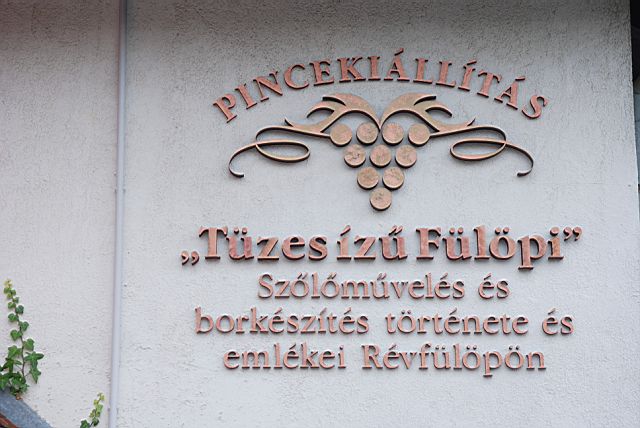 PINCEKIÁLLÍTÁS
„Tüzes ízű Fülöpi”
Szőlőművelés és
borkészítés története és
emlékei Révfülöpön